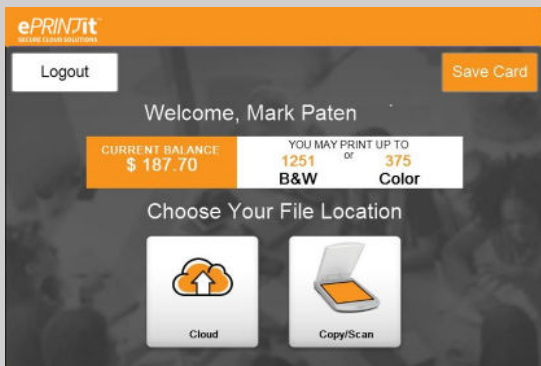 ePRINTit
SECURE CLOUD SOLUTIONS
Logout
Save Card
Welcome, Mark Paten
CURRENT BALANCE
$ 187.70
YOU MAY PRINT UP TO
1251 or 375
B&W Color
Choose Your File Location
Cloud
Copy/Scan